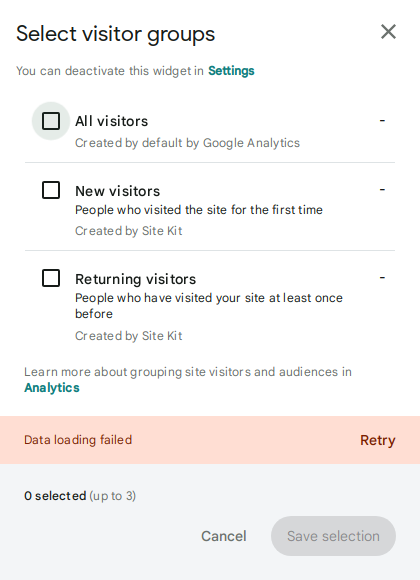 Select visitor groups
You can deactivate this widget in Settings
All visitors -
Created by default by Google Analytics
New visitors -
People who visited the site for the first time
Created by Site Kit
Returning visitors -
People who have visited your site at least once
before
Created by Site Kit
Learn more about grouping site visitors and audiences in
Analytics
Data loading failed Retry
0 selected (up to 3)
Cancel Save selection